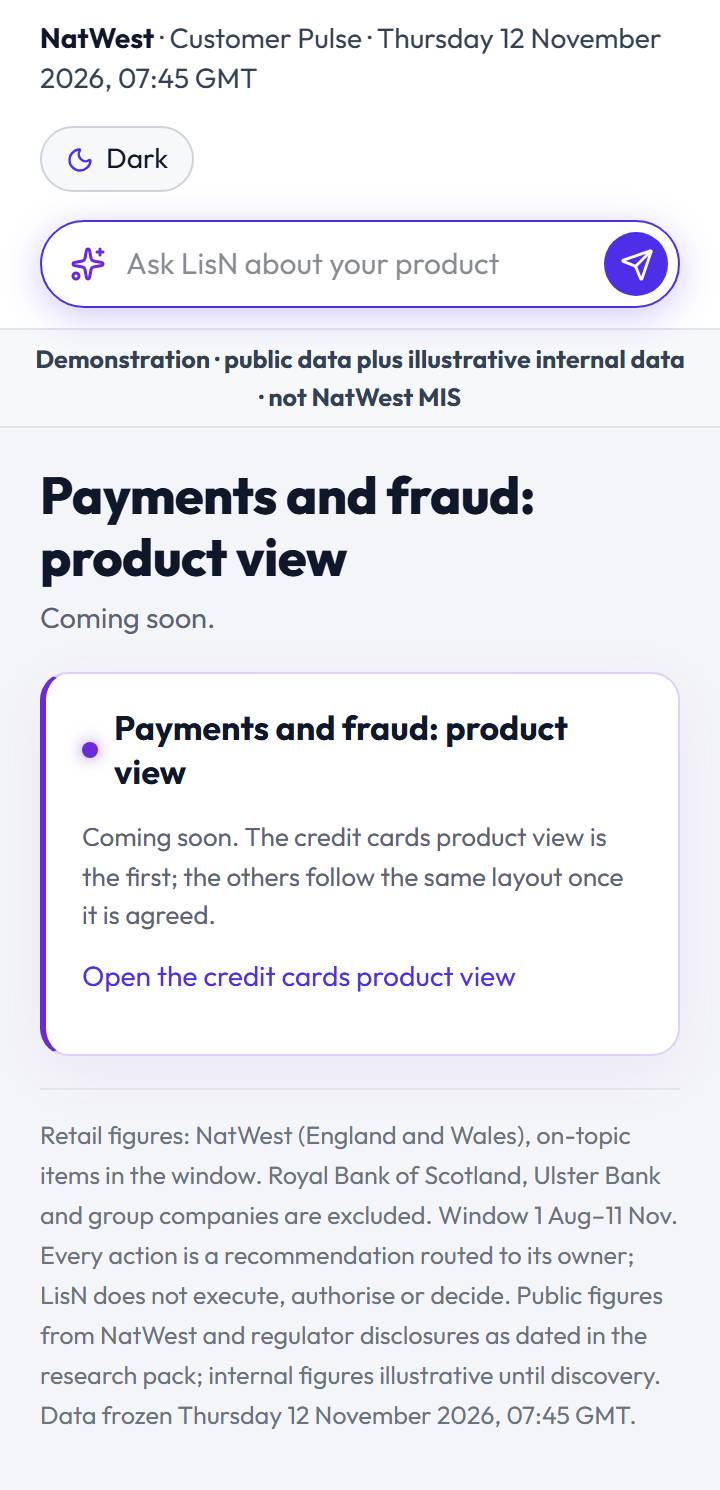 NatWest · Customer Pulse · Thursday 12 November
2026, 07:45 GMT
Dark
Ask LisN about your product
Demonstration · public data plus illustrative internal data
· not NatWest MIS
Payments and fraud:
product view
Coming soon.
Payments and fraud: product
view
Coming soon. The credit cards product view is
the first; the others follow the same layout once
it is agreed.
Open the credit cards product view
Retail figures: NatWest (England and Wales), on-topic
items in the window. Royal Bank of Scotland, Ulster Bank
and group companies are excluded. Window 1 Aug–11 Nov.
Every action is a recommendation routed to its owner;
LisN does not execute, authorise or decide. Public figures
from NatWest and regulator disclosures as dated in the
research pack; internal figures illustrative until discovery.
Data frozen Thursday 12 November 2026, 07:45 GMT.